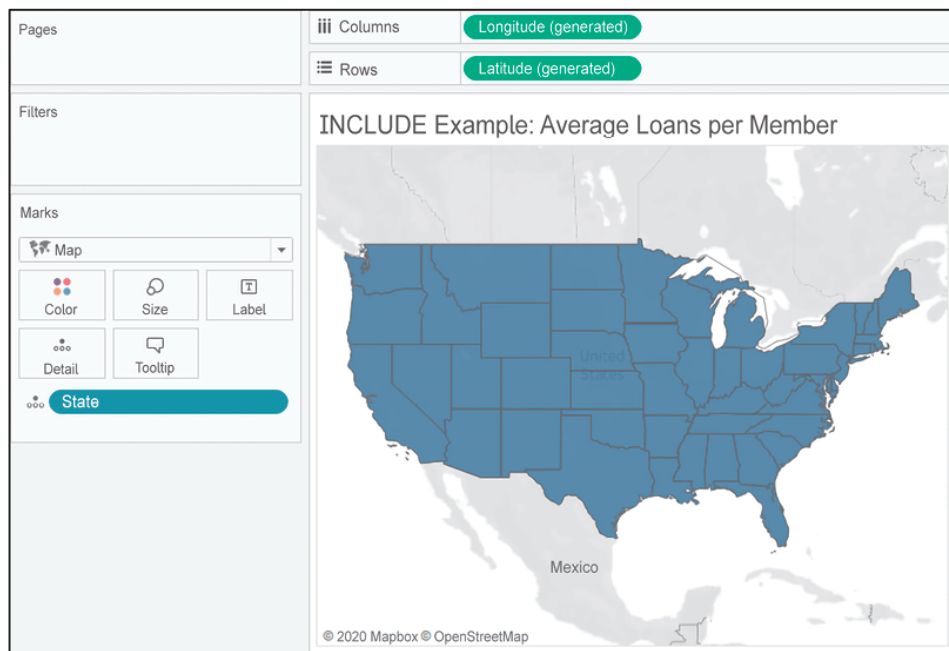 Pages
Columns
Longitude (generated)
Rows
Latitude (generated)
Filters
INCLUDE Example: Average Loans per Member
Marks
Map
Color
Size
Label
Detail
Tooltip
State
United
States
Mexico
© 2020 Mapbox © OpenStreetMap